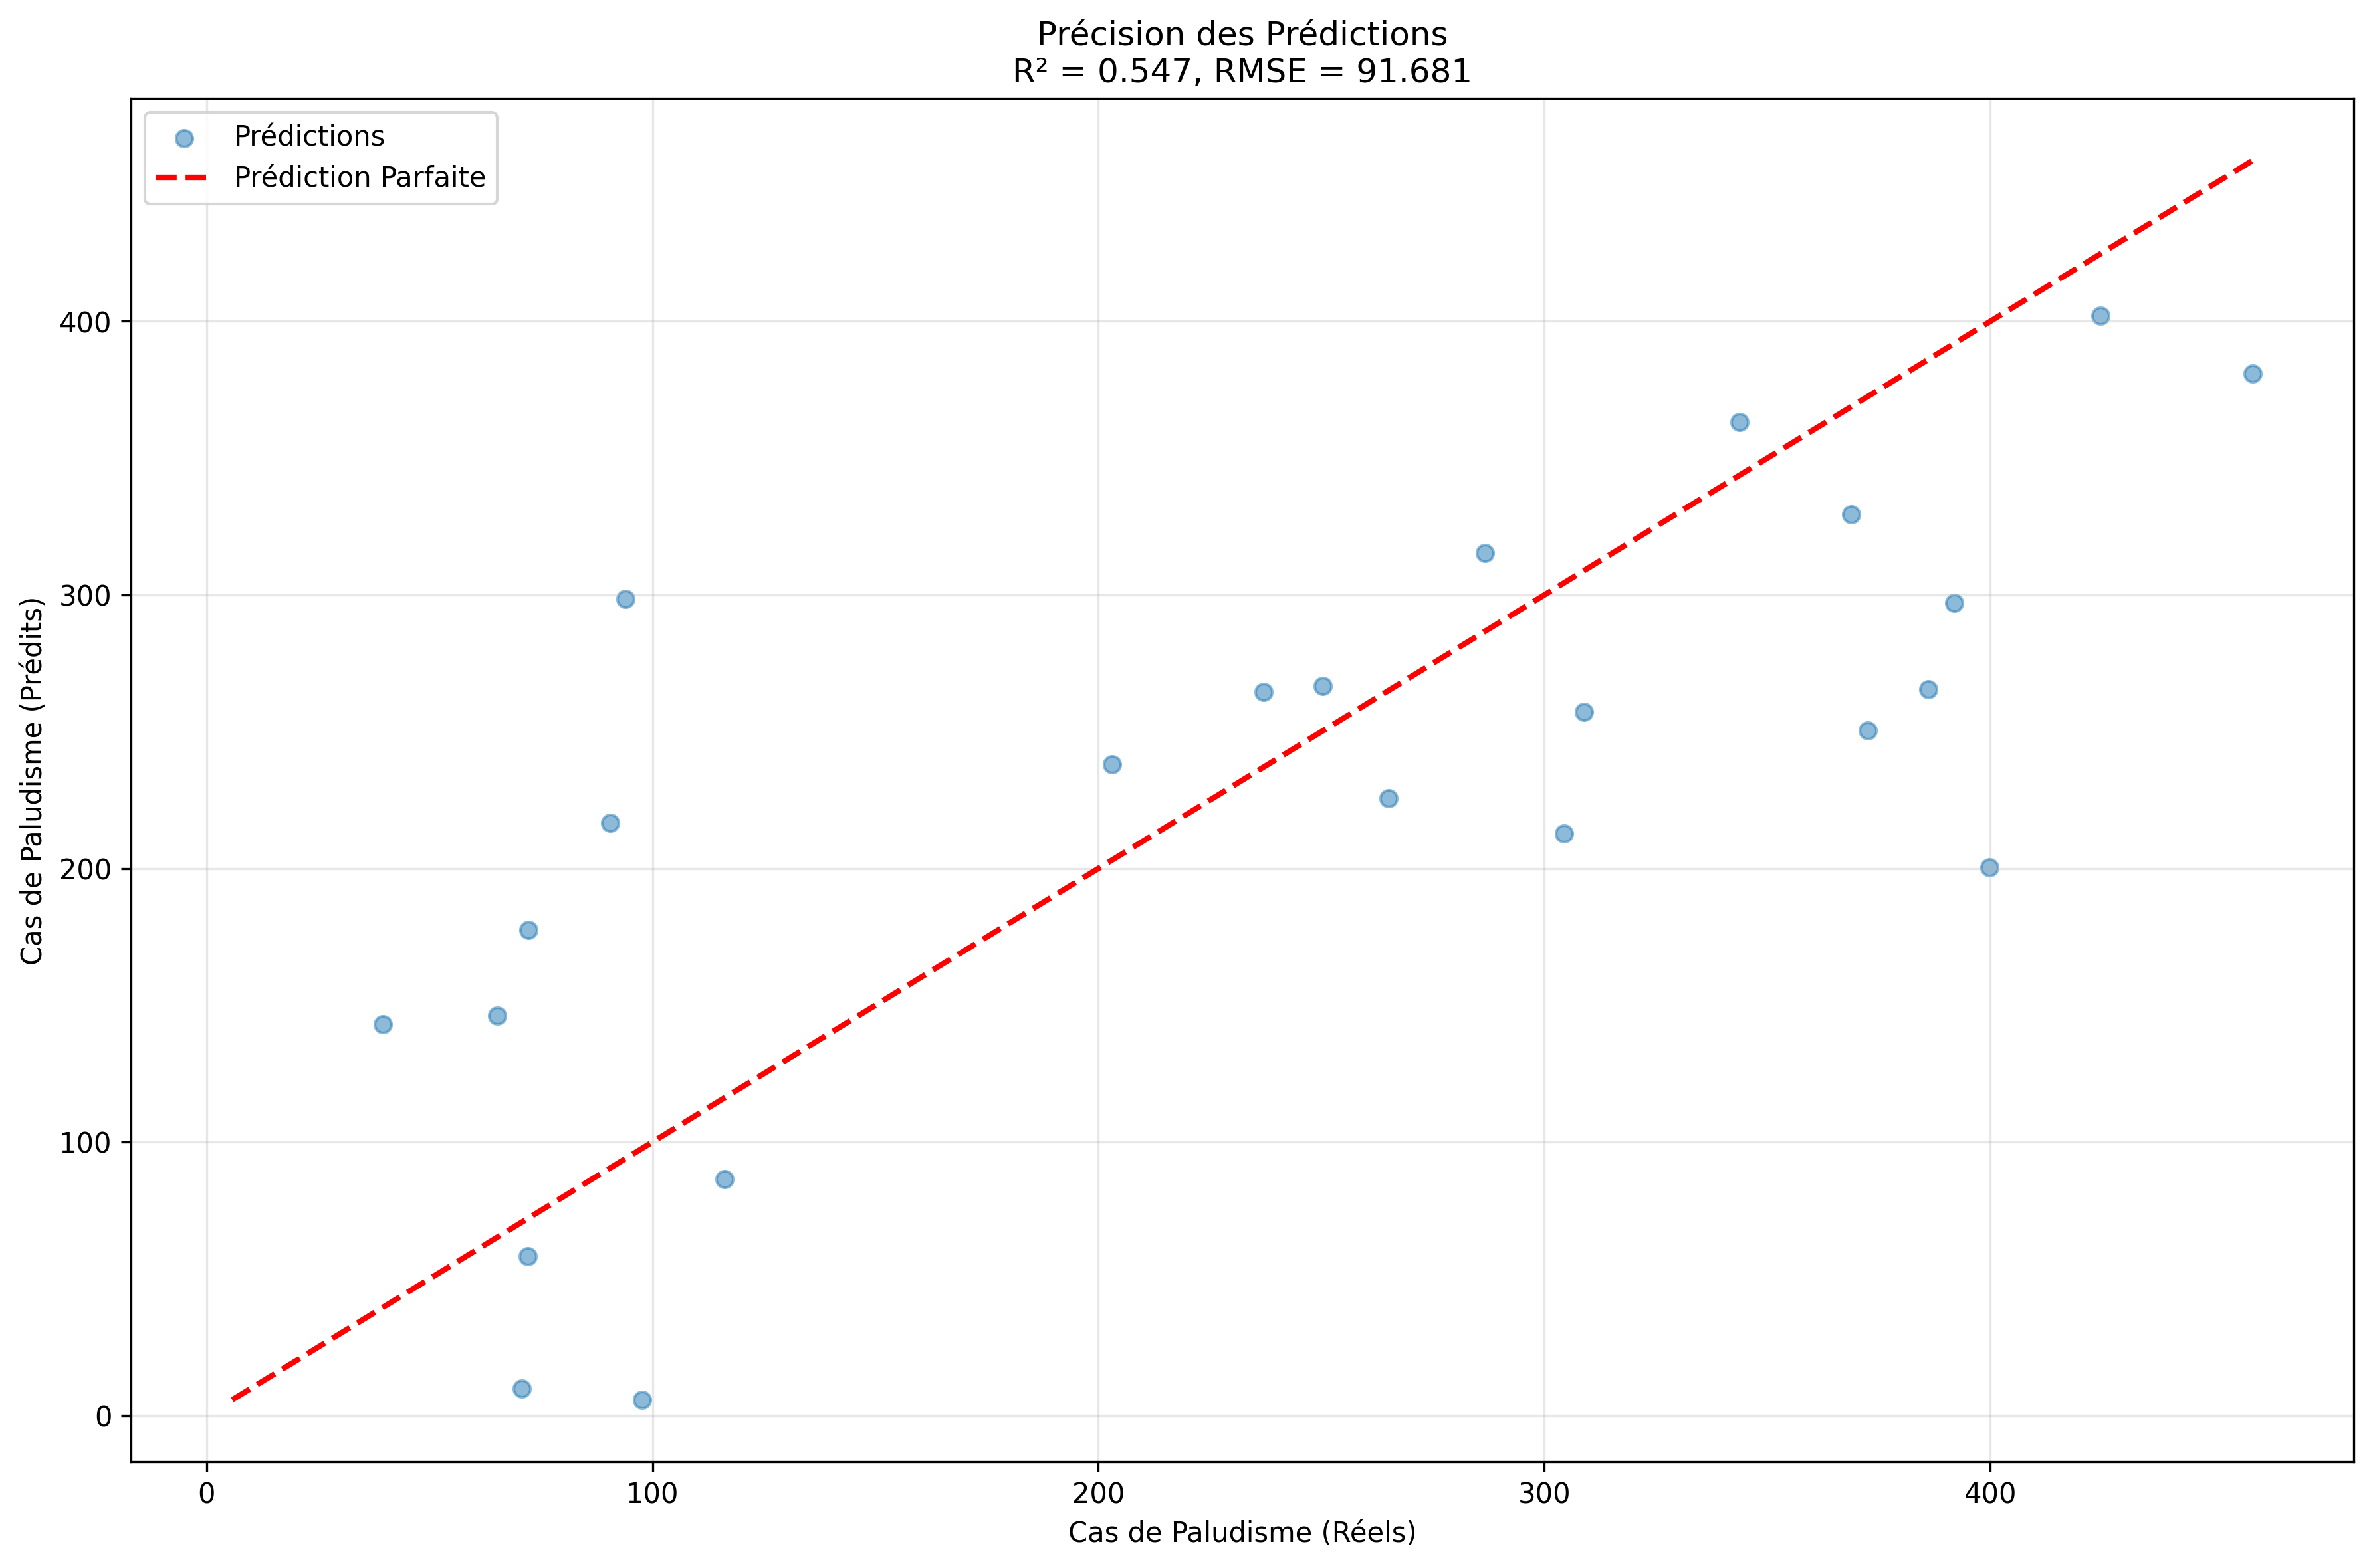 Précision des Prédictions
R² = 0.547, RMSE = 91.681
Prédictions
Prédiction Parfaite
Cas de Paludisme (Prédits)
400
300
200
100
0
0 100 200 300 400
Cas de Paludisme (Réels)